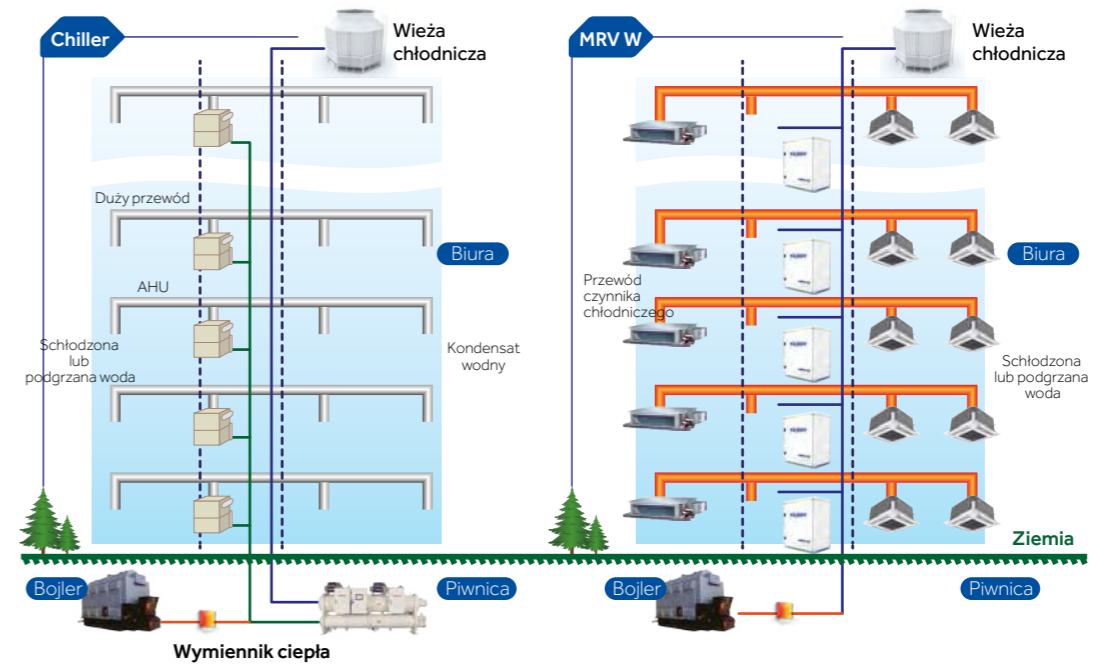 Chiller
Wieża
chłodnicza
Duży przewód
Biura
AHU
Schłodzona
lub
podgrzana woda
Kondensat
wodny
Bojler
Piwnica
Wymiennik ciepła
MRV W
Wieża
chłodnicza
Przewód
czynnika
chłodniczego
Biura
Schłodzona
lub podgrzana
woda
Ziemia
Bojler
Piwnica